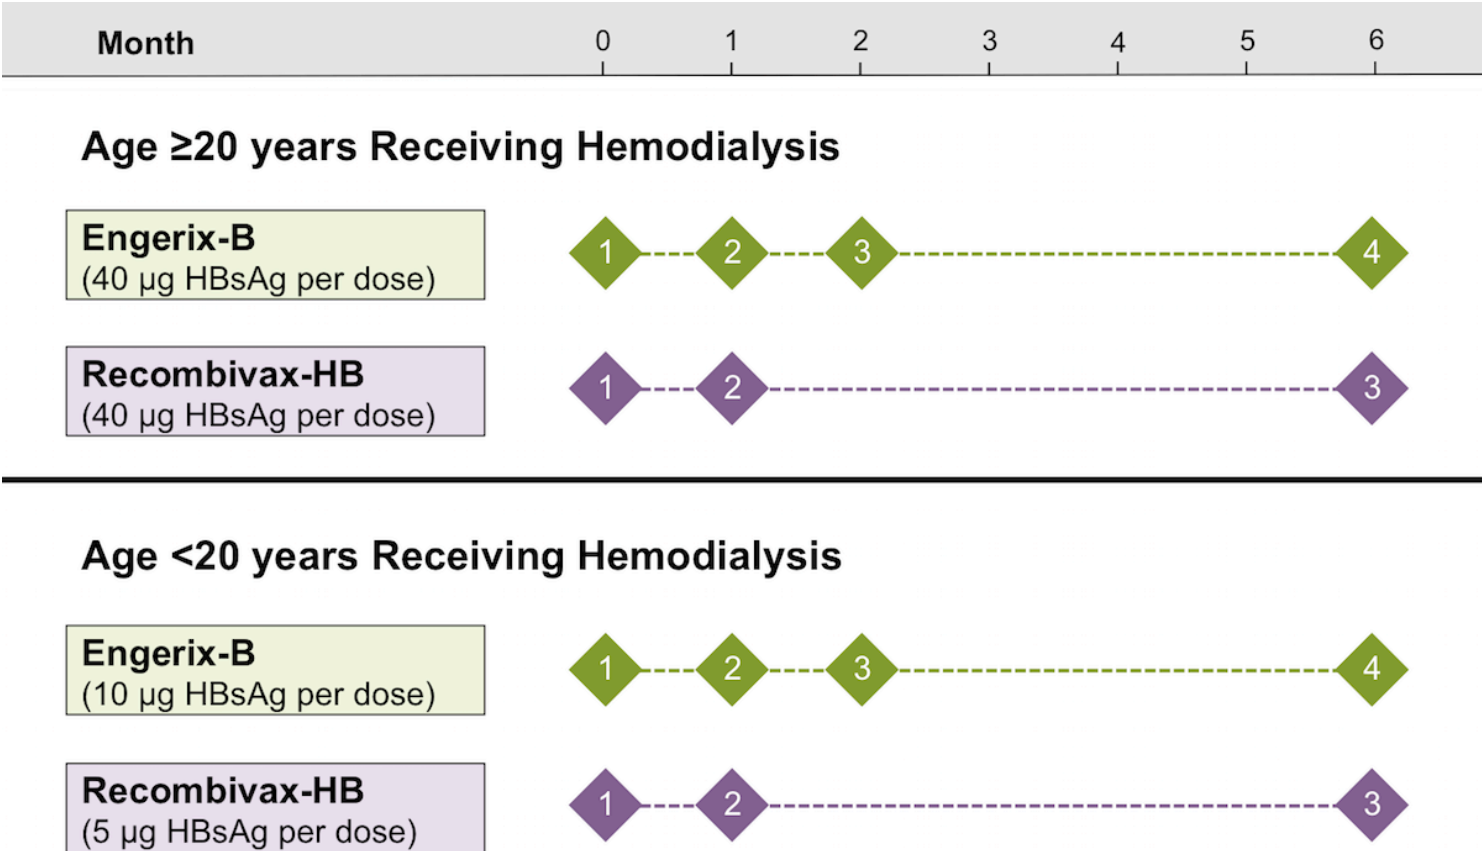 Month 0 1 2 3 4 5 6
Age ≥20 years Receiving Hemodialysis
Engerix-B
(40 µg HBsAg per dose)
1 2 3 4
Recombivax-HB
(40 µg HBsAg per dose)
1 2 3
Age <20 years Receiving Hemodialysis
Engerix-B
(10 µg HBsAg per dose)
1 2 3 4
Recombivax-HB
(5 µg HBsAg per dose)
1 2 3